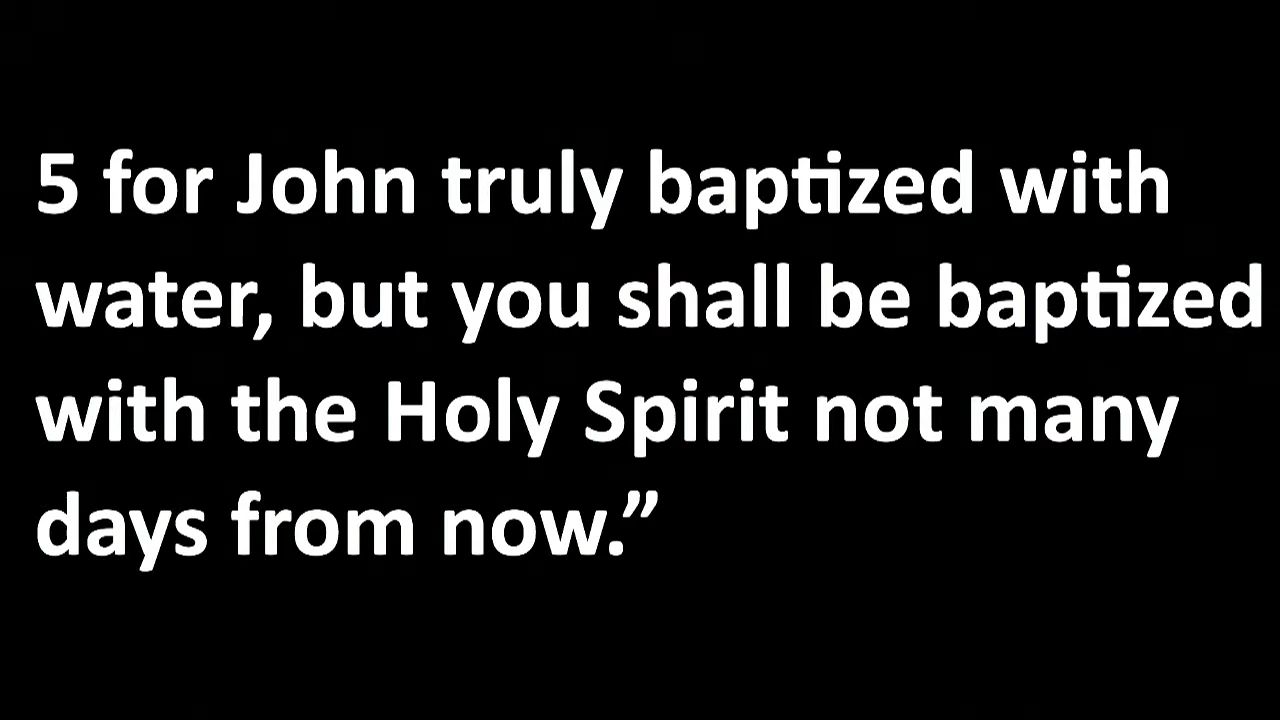 5 for John truly baptized with
water, but you shall be baptized
with the Holy Spirit not many
days from now.”